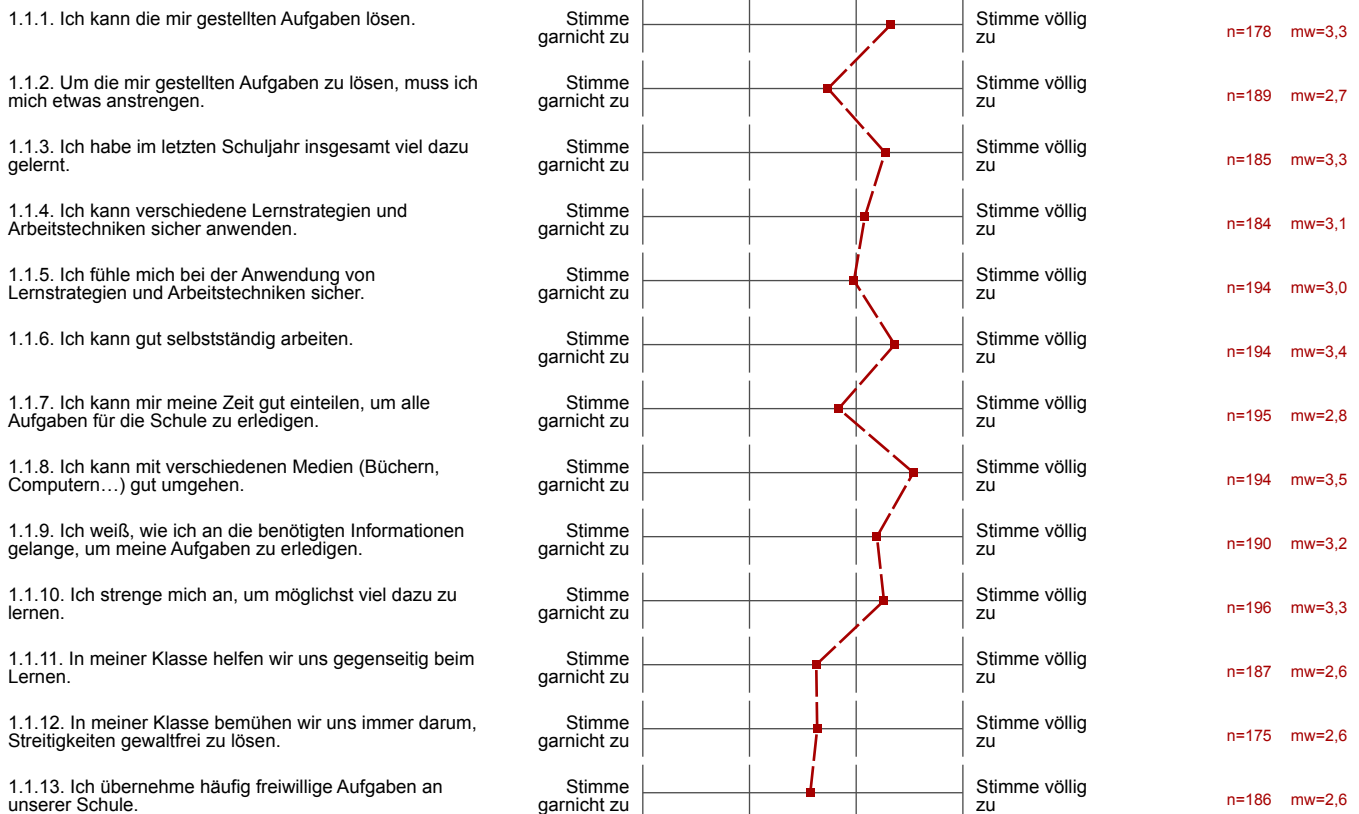 1.1.1. Ich kann die mir gestellten Aufgaben lösen.
Stimme
garnicht zu
Stimme völlig
zu
n=178 mw=3,3
1.1.2. Um die mir gestellten Aufgaben zu lösen, muss ich
mich etwas anstrengen.
Stimme
garnicht zu
Stimme völlig
zu
n=189 mw=2,7
1.1.3. Ich habe im letzten Schuljahr insgesamt viel dazu
gelernt.
Stimme
garnicht zu
Stimme völlig
zu
n=185 mw=3,3
1.1.4. Ich kann verschiedene Lernstrategien und
Arbeitstechniken sicher anwenden.
Stimme
garnicht zu
Stimme völlig
zu
n=184 mw=3,1
1.1.5. Ich fühle mich bei der Anwendung von
Lernstrategien und Arbeitstechniken sicher.
Stimme
garnicht zu
Stimme völlig
zu
n=194 mw=3,0
1.1.6. Ich kann gut selbstständig arbeiten.
Stimme
garnicht zu
Stimme völlig
zu
n=194 mw=3,4
1.1.7. Ich kann mir meine Zeit gut einteilen, um alle
Aufgaben für die Schule zu erledigen.
Stimme
garnicht zu
Stimme völlig
zu
n=195 mw=2,8
1.1.8. Ich kann mit verschiedenen Medien (Büchern,
Computern…) gut umgehen.
Stimme
garnicht zu
Stimme völlig
zu
n=194 mw=3,5
1.1.9. Ich weiß, wie ich an die benötigten Informationen
gelange, um meine Aufgaben zu erledigen.
Stimme
garnicht zu
Stimme völlig
zu
n=190 mw=3,2
1.1.10. Ich strenge mich an, um möglichst viel dazu zu
lernen.
Stimme
garnicht zu
Stimme völlig
zu
n=196 mw=3,3
1.1.11. In meiner Klasse helfen wir uns gegenseitig beim
Lernen.
Stimme
garnicht zu
Stimme völlig
zu
n=187 mw=2,6
1.1.12. In meiner Klasse bemühen wir uns immer darum,
Streitigkeiten gewaltfrei zu lösen.
Stimme
garnicht zu
Stimme völlig
zu
n=175 mw=2,6
1.1.13. Ich übernehme häufig freiwillige Aufgaben an
unserer Schule.
Stimme
garnicht zu
Stimme völlig
zu
n=186 mw=2,6